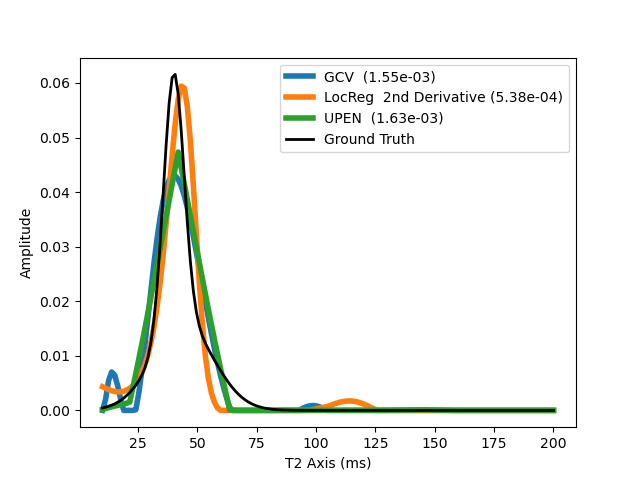 GCV  (1.55e-03)
LocReg  2nd Derivative (5.38e-04)
UPEN  (1.63e-03)
Ground Truth
Amplitude
0.06
0.05
0.04
0.03
0.02
0.01
0.00
25 50 75 100 125 150 175 200
T2 Axis (ms)